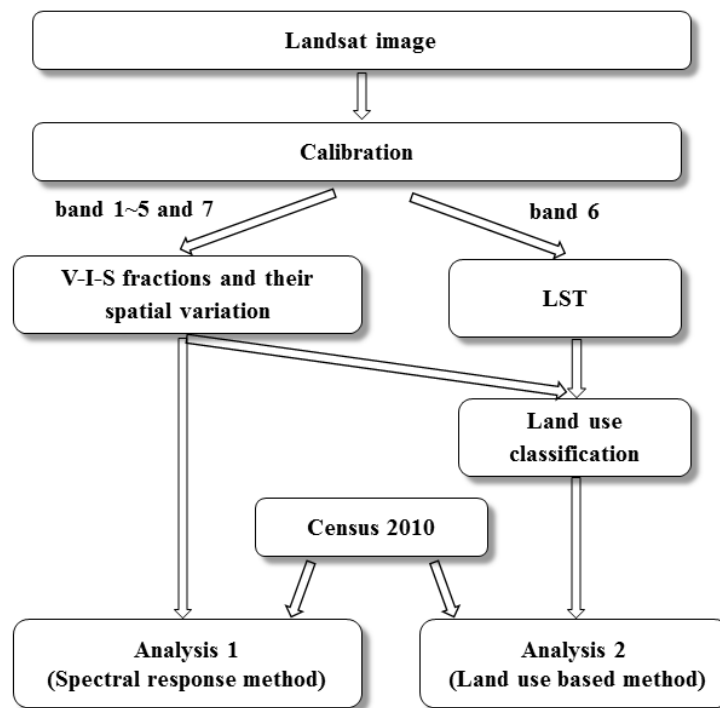 Landsat image
Calibration
band 1~5 and 7
band 6
V-I-S fractions and their
spatial variation
LST
Land use
classification
Census 2010
Analysis 1
(Spectral response method)
Analysis 2
(Land use based method)